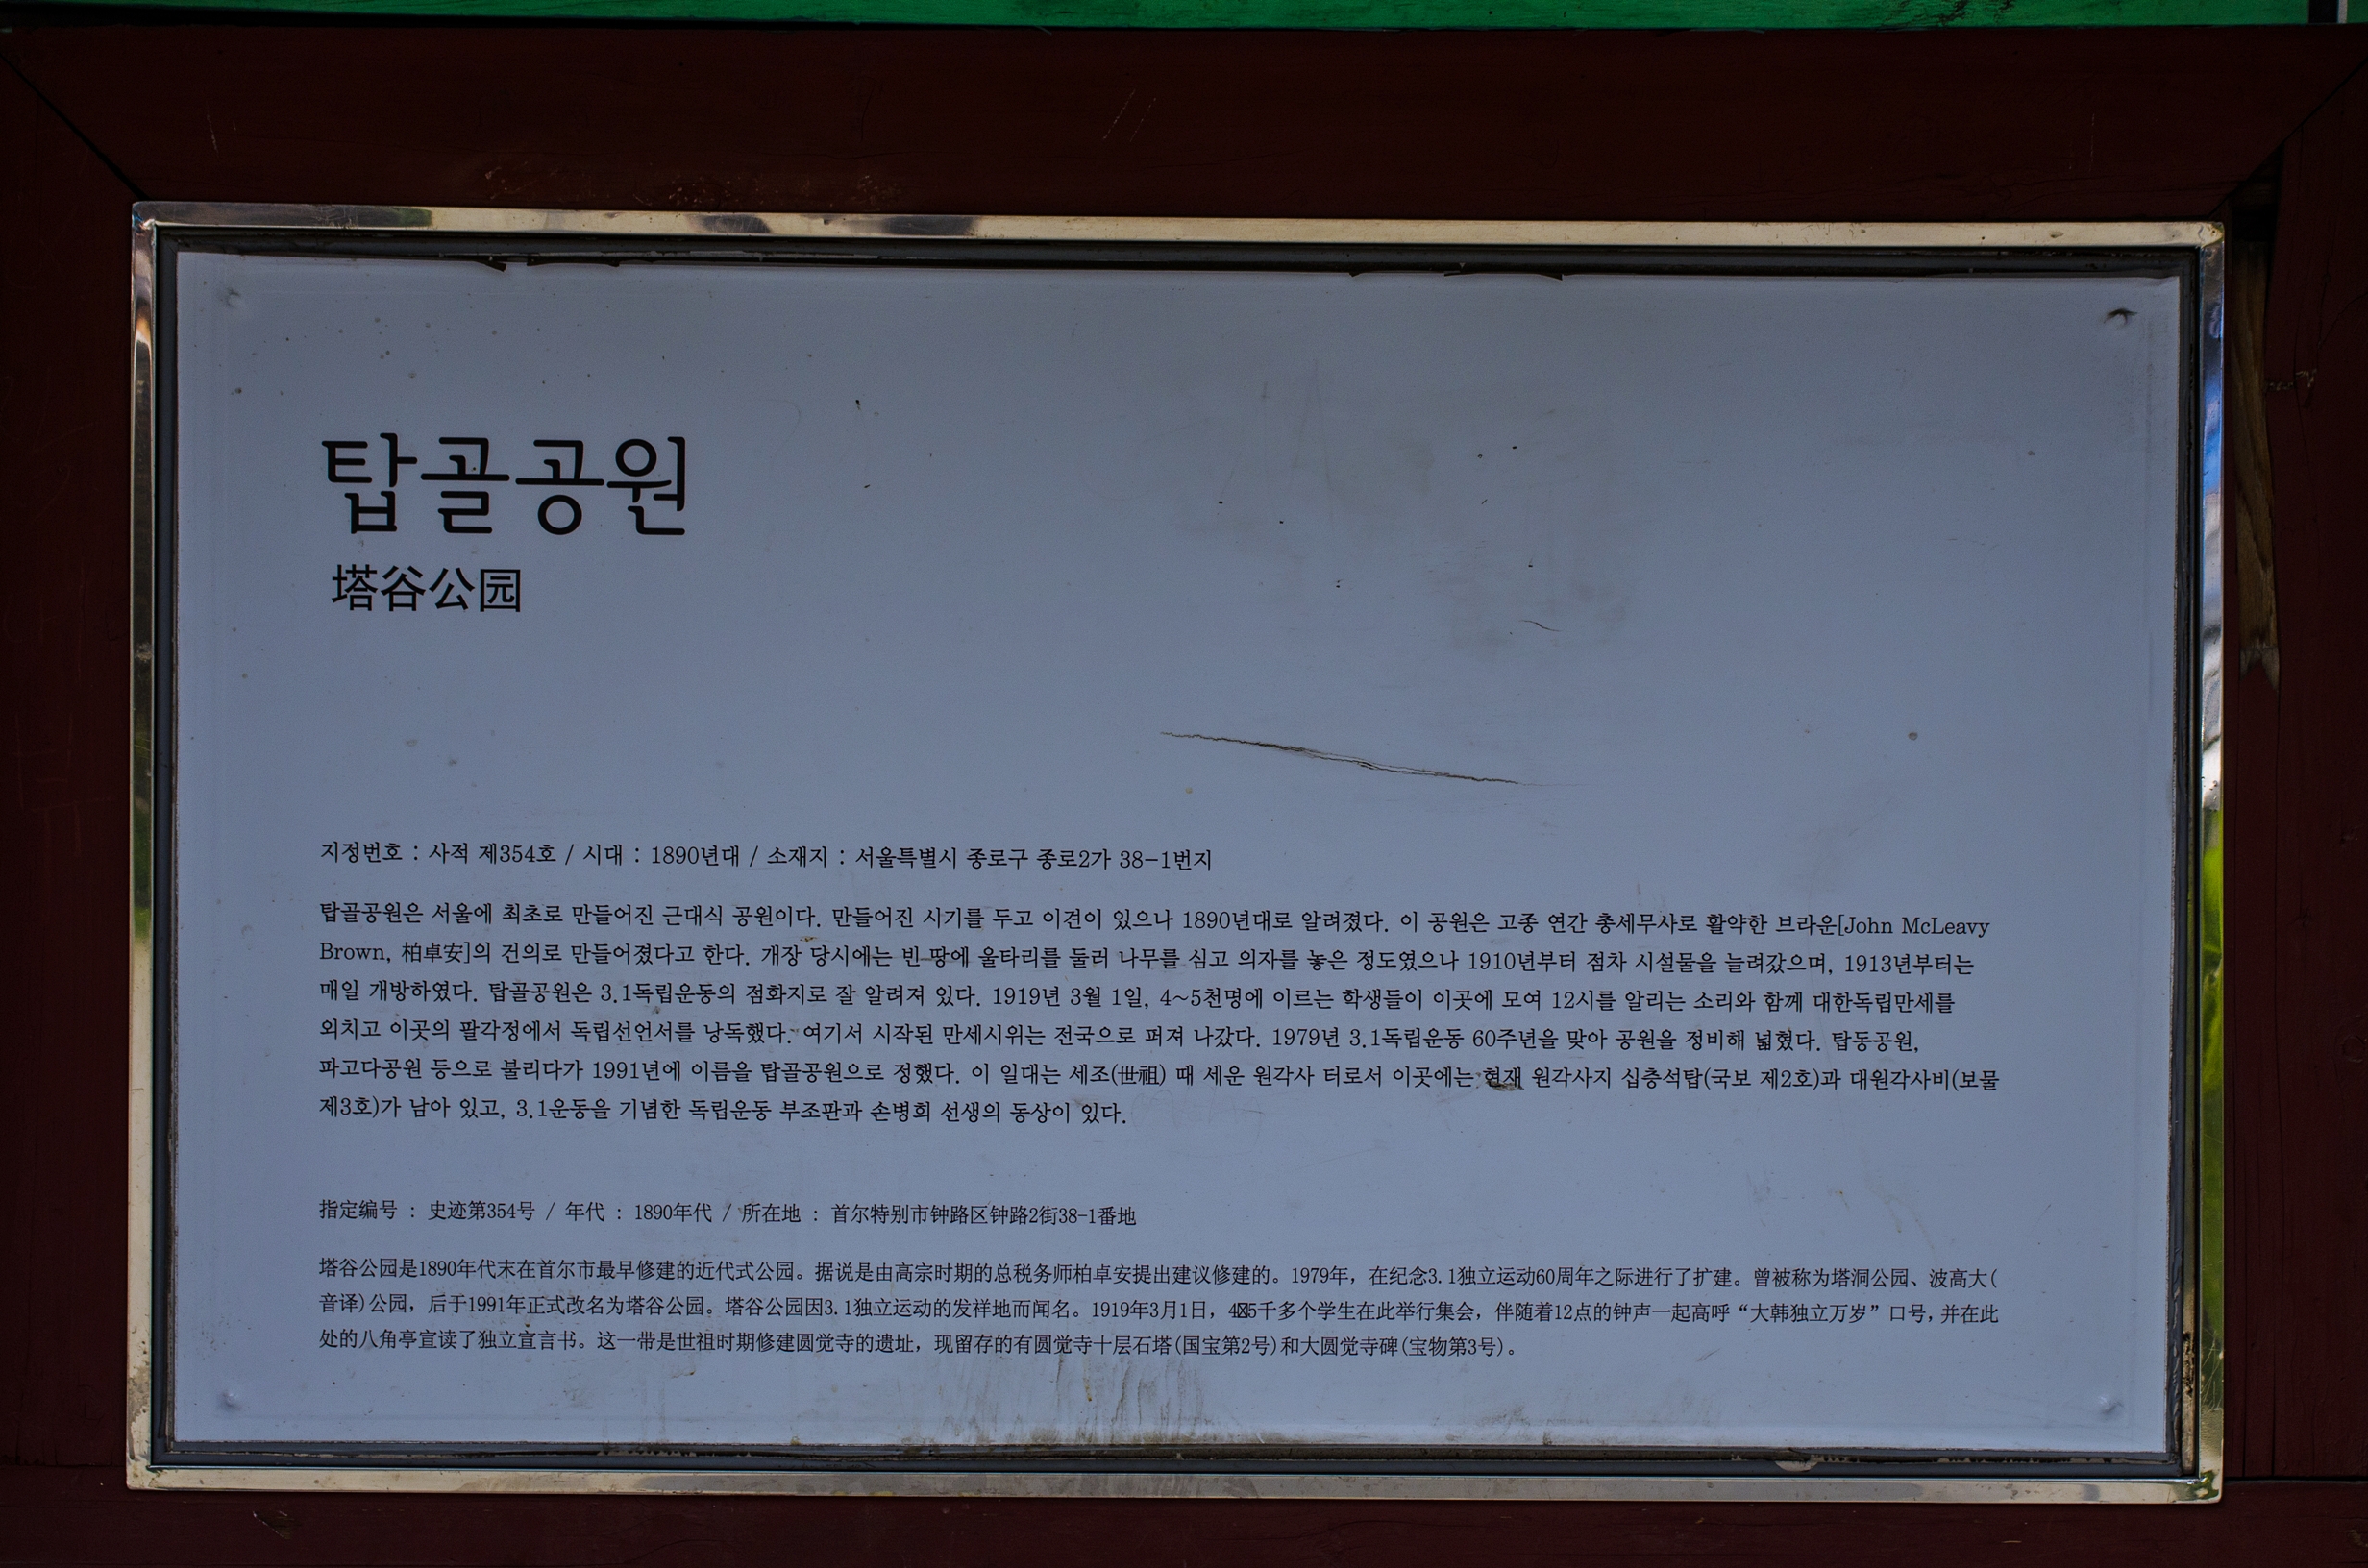 탑골공원
塔谷公园
지정번호 : 사적 제354호 / 시대 : 1890년대 / 소재지 : 서울특별시 종로구 종로2가 38-1번지
탑골공원은 서울에 최초로 만들어진 근대식 공원이다. 만들어진 시기를 두고 이견이 있으나 1890년대로 알려졌다. 이 공원은 고종 연간 총세무사로 활약한 브라운[John McLeavy
Brown, 柏卓安]의 건의로 만들어졌다고 한다. 개장 당시에는 빈 땅에 울타리를 둘러 나무를 심고 의자를 놓은 정도였으나 1910년부터 점차 시설물을 늘려갔으며, 1913년부터는
매일 개방하였다. 탑골공원은 3.1독립운동의 점화지로 잘 알려져 있다. 1919년 3월 1일, 4~5천명에 이르는 학생들이 이곳에 모여 12시를 알리는 소리와 함께 대한독립만세를
외치고 이곳의 팔각정에서 독립선언서를 낭독했다. 여기서 시작된 만세시위는 전국으로 퍼져 나갔다. 1979년 3.1독립운동 60주년을 맞아 공원을 정비해 넓혔다. 탑동공원,
파고다공원 등으로 불리다가 1991년에 이름을 탑골공원으로 정했다. 이 일대는 세조(世祖) 때 세운 원각사 터로서 이곳에는 현재 원각사지 십층석탑(국보 제2호)과 대원각사비(보물
제3호)가 남아 있고, 3.1운동을 기념한 독립운동 부조판과 손병희 선생의 동상이 있다.
指定编号 : 史迹第354号 / 年代 : 1890年代 / 所在地 : 首尔特别市钟路区钟路2街38-1番地
塔谷公园是1890年代末在首尔市最早修建的近代式公园。据说是由高宗时期的总税务师柏卓安提出建议修建的。1979年，在纪念3.1独立运动60周年之际进行了扩建。曾被称为塔洞公园、波高大(
音译)公园，后于1991年正式改名为塔谷公园。塔谷公园因3.1独立运动的发祥地而闻名。1919年3月1日，4☒5千多个学生在此举行集会，伴随着12点的钟声一起高呼“大韩独立万岁”口号，并在此
处的八角亭宣读了独立宣言书。这一带是世祖时期修建圆觉寺的遗址，现留存的有圆觉寺十层石塔(国宝第2号)和大圆觉寺碑(宝物第3号)。